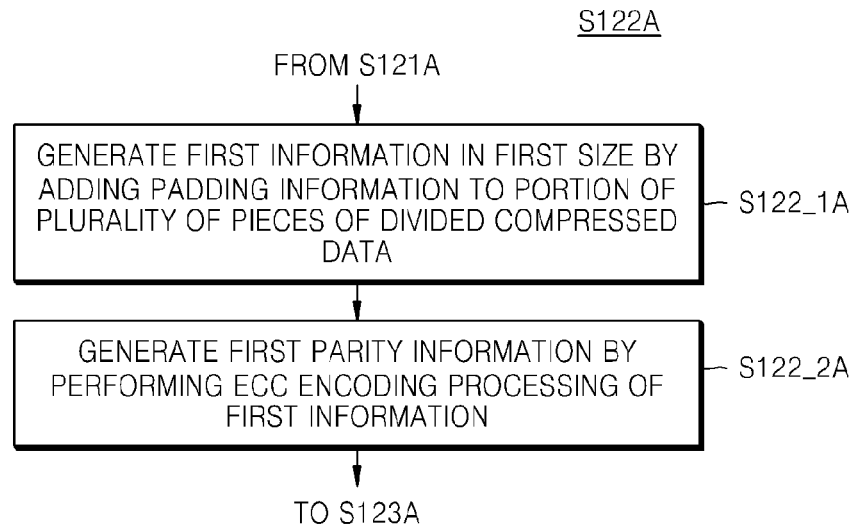 S122A
FROM S121A
GENERATE FIRST INFORMATION IN FIRST SIZE BY
ADDING PADDING INFORMATION TO PORTION OF
PLURALITY OF PIECES OF DIVIDED COMPRESSED
DATA
S122_1A
GENERATE FIRST PARITY INFORMATION BY
PERFORMING ECC ENCODING PROCESSING OF
FIRST INFORMATION
S122_2A
TO S123A